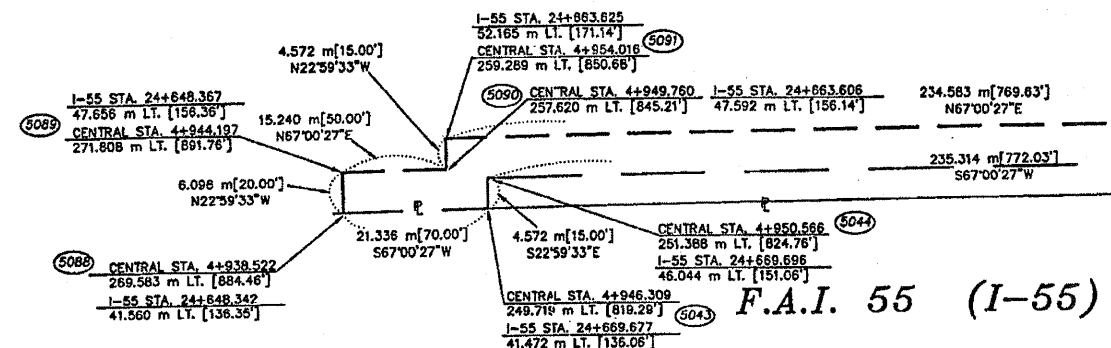 I-55 STA. 24+663.625
52.165 m LT. [171.14']
CENTRAL STA. 4+954.016
259.289 m LT. [850.68']
5091
4.572 m[15.00']
N22°59'33"W
5090
CENTRAL STA. 4+949.760
257.620 m LT. [845.21']
I-55 STA. 24+663.606
47.592 m LT. [156.14']
234.583 m [769.63']
N67°00'27"E
I-55 STA. 24+648.367
47.656 m LT. [156.36']
5089
CENTRAL STA. 4+944.197
271.808 m LT. [891.76']
15.240 m[50.00']
N67°00'27"E
235.314 m[772.03']
S67°00'27"W
6.096 m[20.00']
N22°59'33"W
21.336 m[70.00']
S67°00'27"W
4.572 m[15.00']
S22°59'33"E
CENTRAL STA. 4+950.566
251.388 m LT. [824.76']
5044
I-55 STA. 24+669.696
46.044 m LT. [151.06']
5088
CENTRAL STA. 4+938.522
269.583 m LT. [884.46']
I-55 STA. 24+648.342
41.560 m LT. [136.35']
CENTRAL STA. 4+946.309
249.719 m LT. [819.29']
5043
I-55 STA. 24+669.677
41.472 m LT. [136.06']
F.A.I. 55 (I-55)